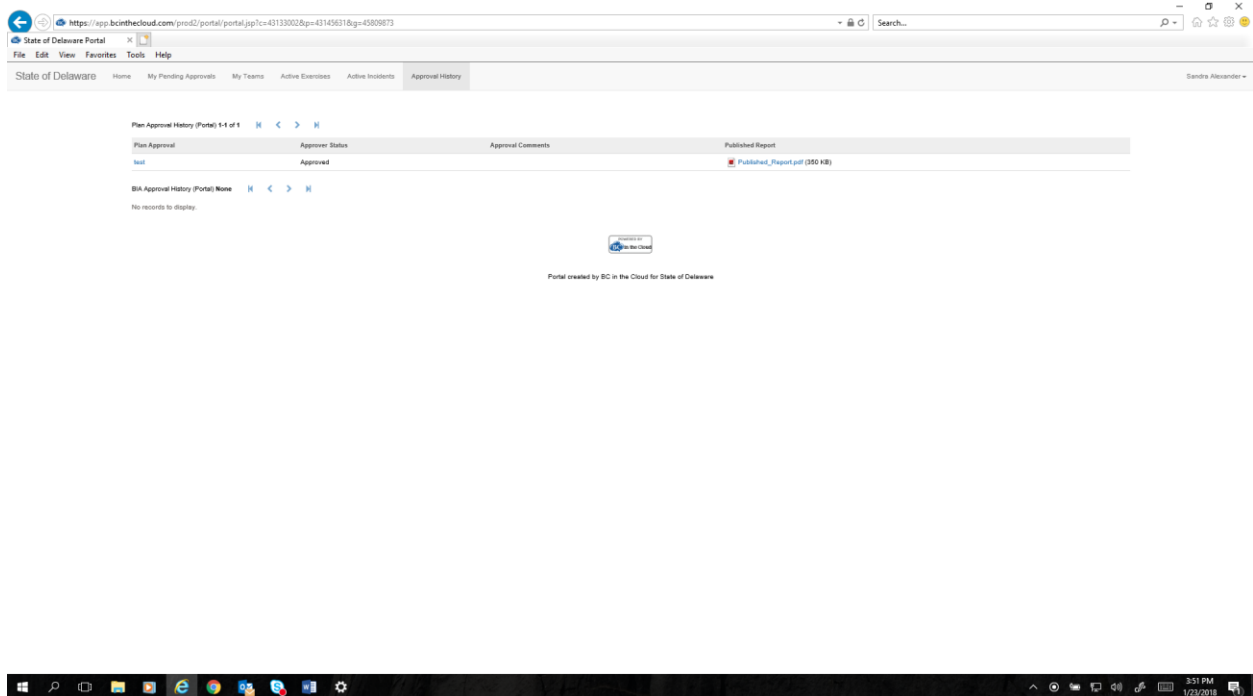 https://app.bcinthecloud.com/prod2/portal/portal.jsp?c=43133002&p=43145631&g=45809873
Search...
State of Delaware Portal
File Edit View Favorites Tools Help
State of Delaware Home My Pending Approvals My Teams Active Exercises Active Incidents Approval History Sandra Alexander
Plan Approval History (Portal) 1-1 of 1
Plan Approval Approver Status Approval Comments Published Report
test Approved Published_Report.pdf (350 KB)
BIA Approval History (Portal) None
No records to display.
BC in the Cloud
Portal created by BC in the Cloud for State of Delaware
3:51 PM
1/23/2018